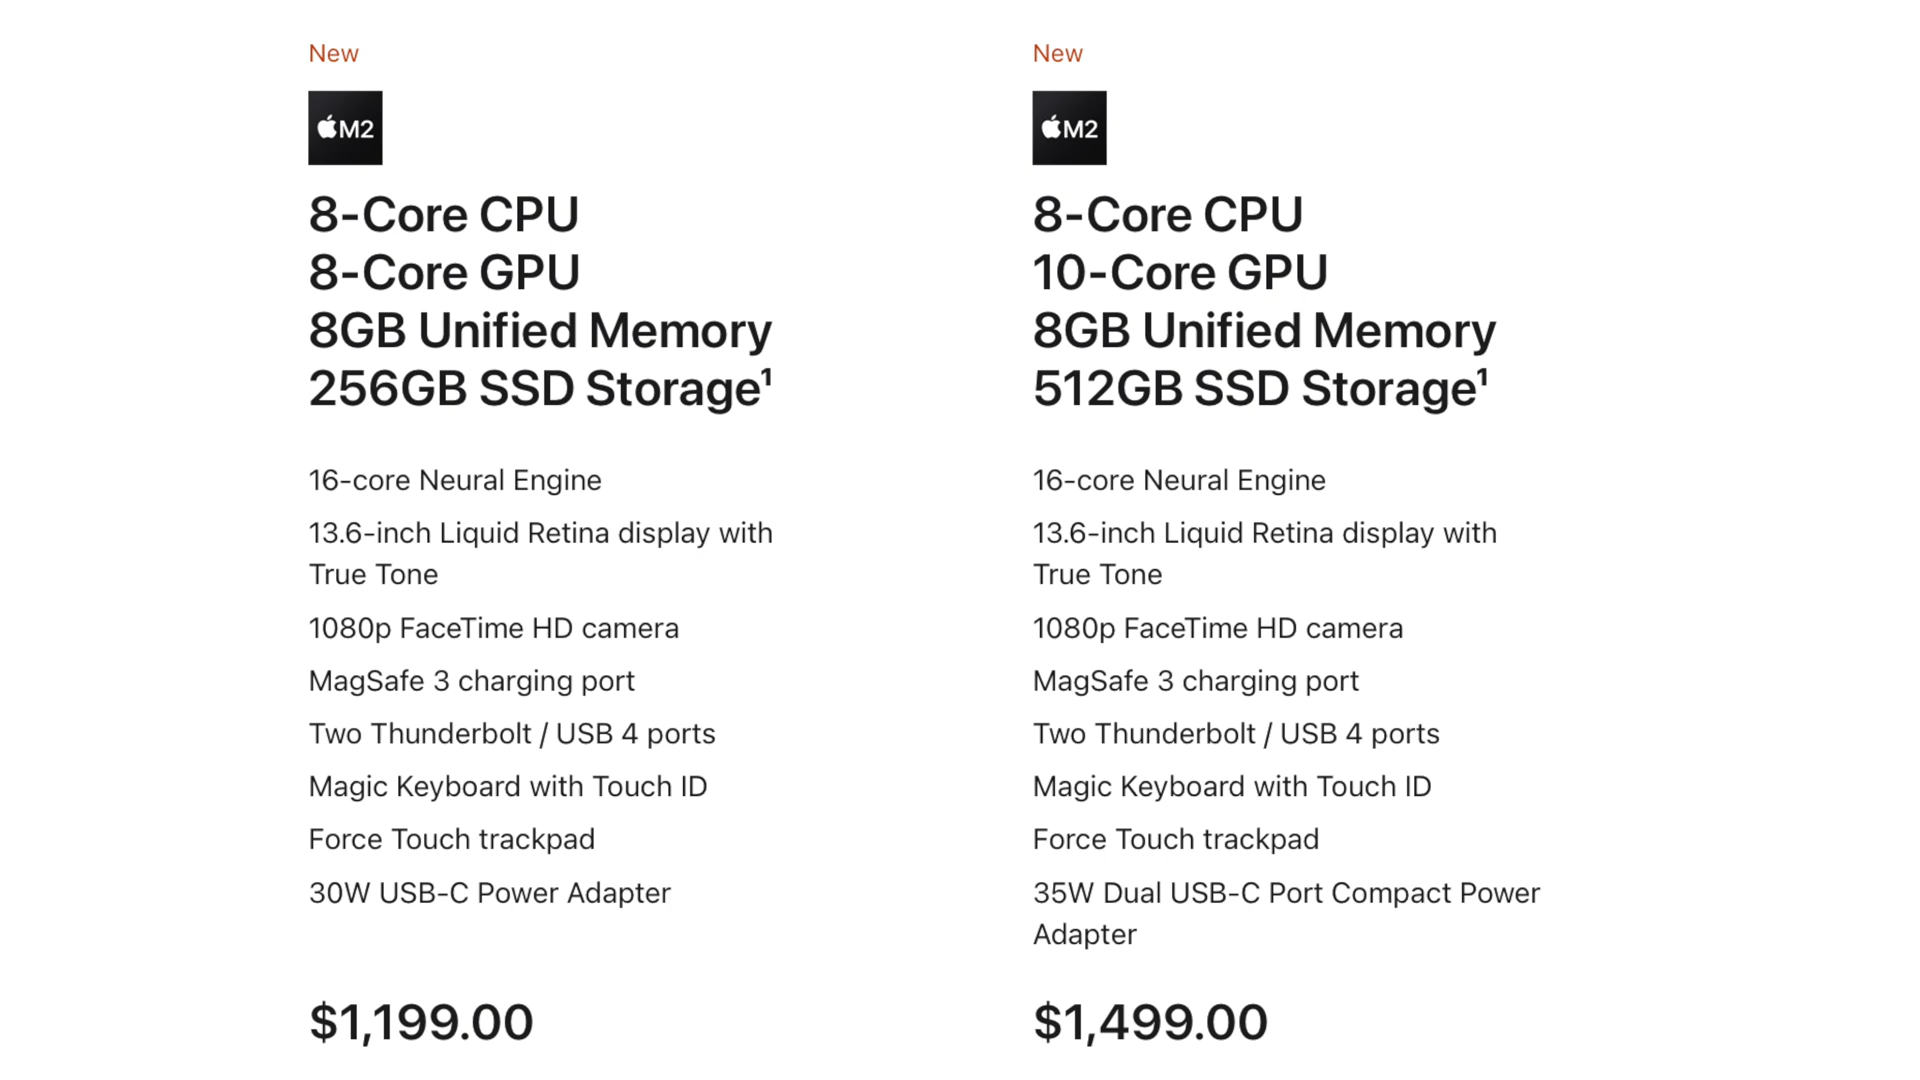 New
M2
8-Core CPU
8-Core GPU
8GB Unified Memory
256GB SSD Storage¹
16-core Neural Engine
13.6-inch Liquid Retina display with
True Tone
1080p FaceTime HD camera
MagSafe 3 charging port
Two Thunderbolt / USB 4 ports
Magic Keyboard with Touch ID
Force Touch trackpad
30W USB-C Power Adapter
$1,199.00
New
M2
8-Core CPU
10-Core GPU
8GB Unified Memory
512GB SSD Storage¹
16-core Neural Engine
13.6-inch Liquid Retina display with
True Tone
1080p FaceTime HD camera
MagSafe 3 charging port
Two Thunderbolt / USB 4 ports
Magic Keyboard with Touch ID
Force Touch trackpad
35W Dual USB-C Port Compact Power
Adapter
$1,499.00